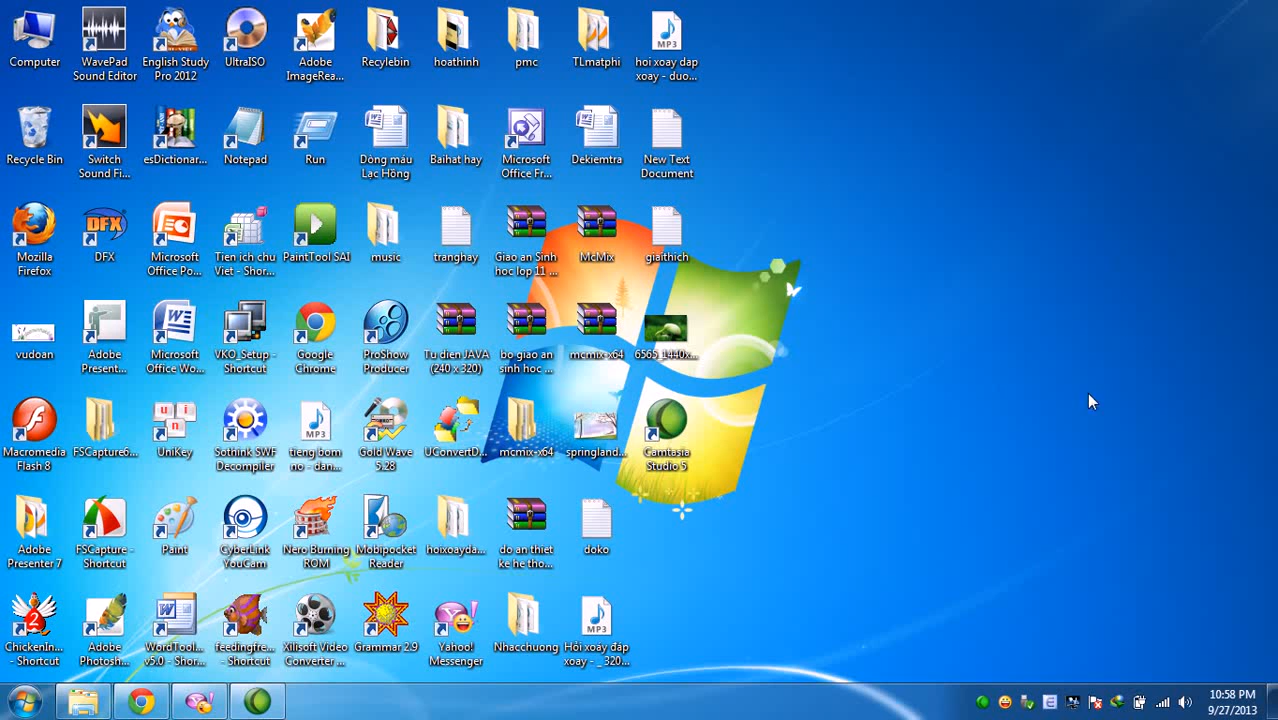 Computer
WavePad
Sound Editor
English Study
Pro 2012
UltraISO
Adobe
ImageRea...
Recylebin
hoathinh
pmc
TLmatphi
hoi xoay dap
xoay - duo...
MP3
Recycle Bin
Switch
Sound Fi...
esDictionar...
Notepad
Run
Dòng máu
Lạc Hồng
Baihat hay
Microsoft
Office Fr...
Dekiemtra
New Text
Document
Mozilla
Firefox
DFX
DFX
Microsoft
Office Po...
Tien ich chu
Viet - Shor...
PaintTool SAI
music
tranghay
Giao an Sinh
hoc lop 11 ...
McMix
giaithich
vudoan
Adobe
Present...
Microsoft
Office Wo...
VKO_Setup -
Shortcut
Google
Chrome
ProShow
Producer
Tu dien JAVA
(240 x 320)
bo giao an
sinh hoc ...
mcmix-x64
6565_1440x...
Macromedia
Flash 8
FSCapture6...
u i
n
UniKey
Sothink SWF
Decompiler
MP3
tieng bom
no - dan...
Gold Wave
5.28
UConvertD...
mcmix-x64
springland...
Camtasia
Studio 5
Adobe
Presenter 7
FSCapture -
Shortcut
Paint
CyberLink
YouCam
Nero Burning
ROM
Mobipocket
Reader
hoixoayda...
do an thiet
ke he tho...
doko
2
ChickenIn...
- Shortcut
Adobe
Photosh...
WordTool...
v5.0 - Shor...
feedingfre...
- Shortcut
Xilisoft Video
Converter ...
Grammar 2.9
Yahoo!
Messenger
Nhacchuong
MP3
Hỏi xoáy đáp
xoay - _ 320...
10:58 PM
9/27/2013